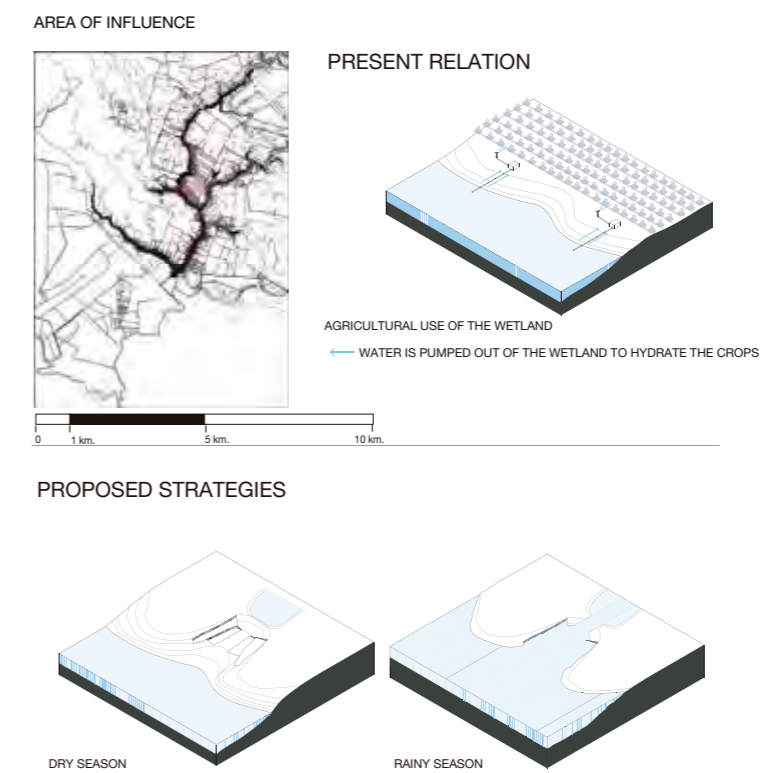 AREA OF INFLUENCE
PRESENT RELATION
AGRICULTURAL USE OF THE WETLAND
WATER IS PUMPED OUT OF THE WETLAND TO HYDRATE THE CROPS
0 1 km. 5 km. 10 km.
PROPOSED STRATEGIES
DRY SEASON
RAINY SEASON